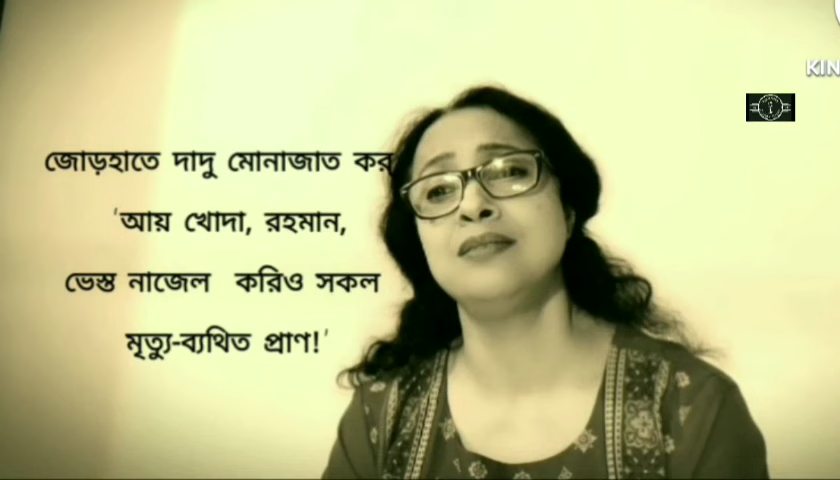 KIN
জোড়হাতে দাদু মোনাজাত কর
'আয় খোদা, রহমান,
ভেস্ত নাজেল করিও সকল
মৃত্যু-ব্যথিত প্রাণ!'